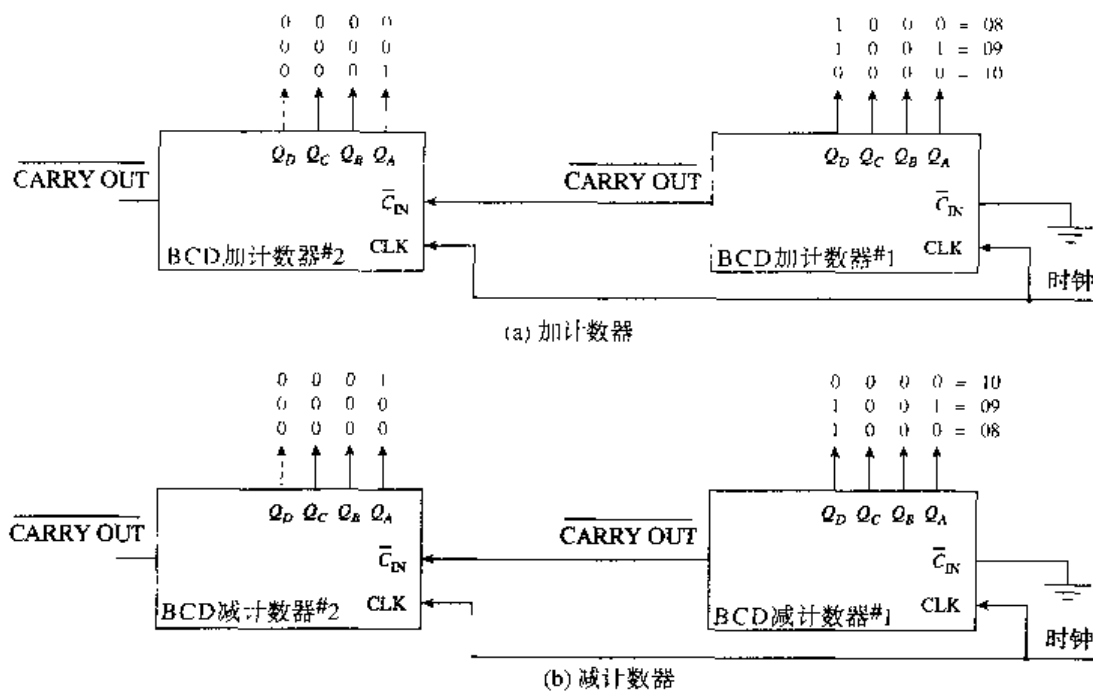 0 0 0 0
0 0 0 0
0 0 0 1
1 0 0 0 = 08
1 0 0 1 = 09
0 0 0 0 = 10
Q_D Q_C Q_B Q_A
CARRY OUT
C̅_IN
CLK
BCD加计数器#2
Q_D Q_C Q_B Q_A
CARRY OUT
C̅_IN
CLK
BCD加计数器#1
时钟
(a) 加计数器
0 0 0 1
0 0 0 0
0 0 0 0
0 0 0 0 = 10
1 0 0 1 = 09
1 0 0 0 = 08
Q_D Q_C Q_B Q_A
CARRY OUT
C̅_IN
CLK
BCD减计数器#2
Q_D Q_C Q_B Q_A
CARRY OUT
C̅_IN
CLK
BCD减计数器#1
时钟
(b) 减计数器